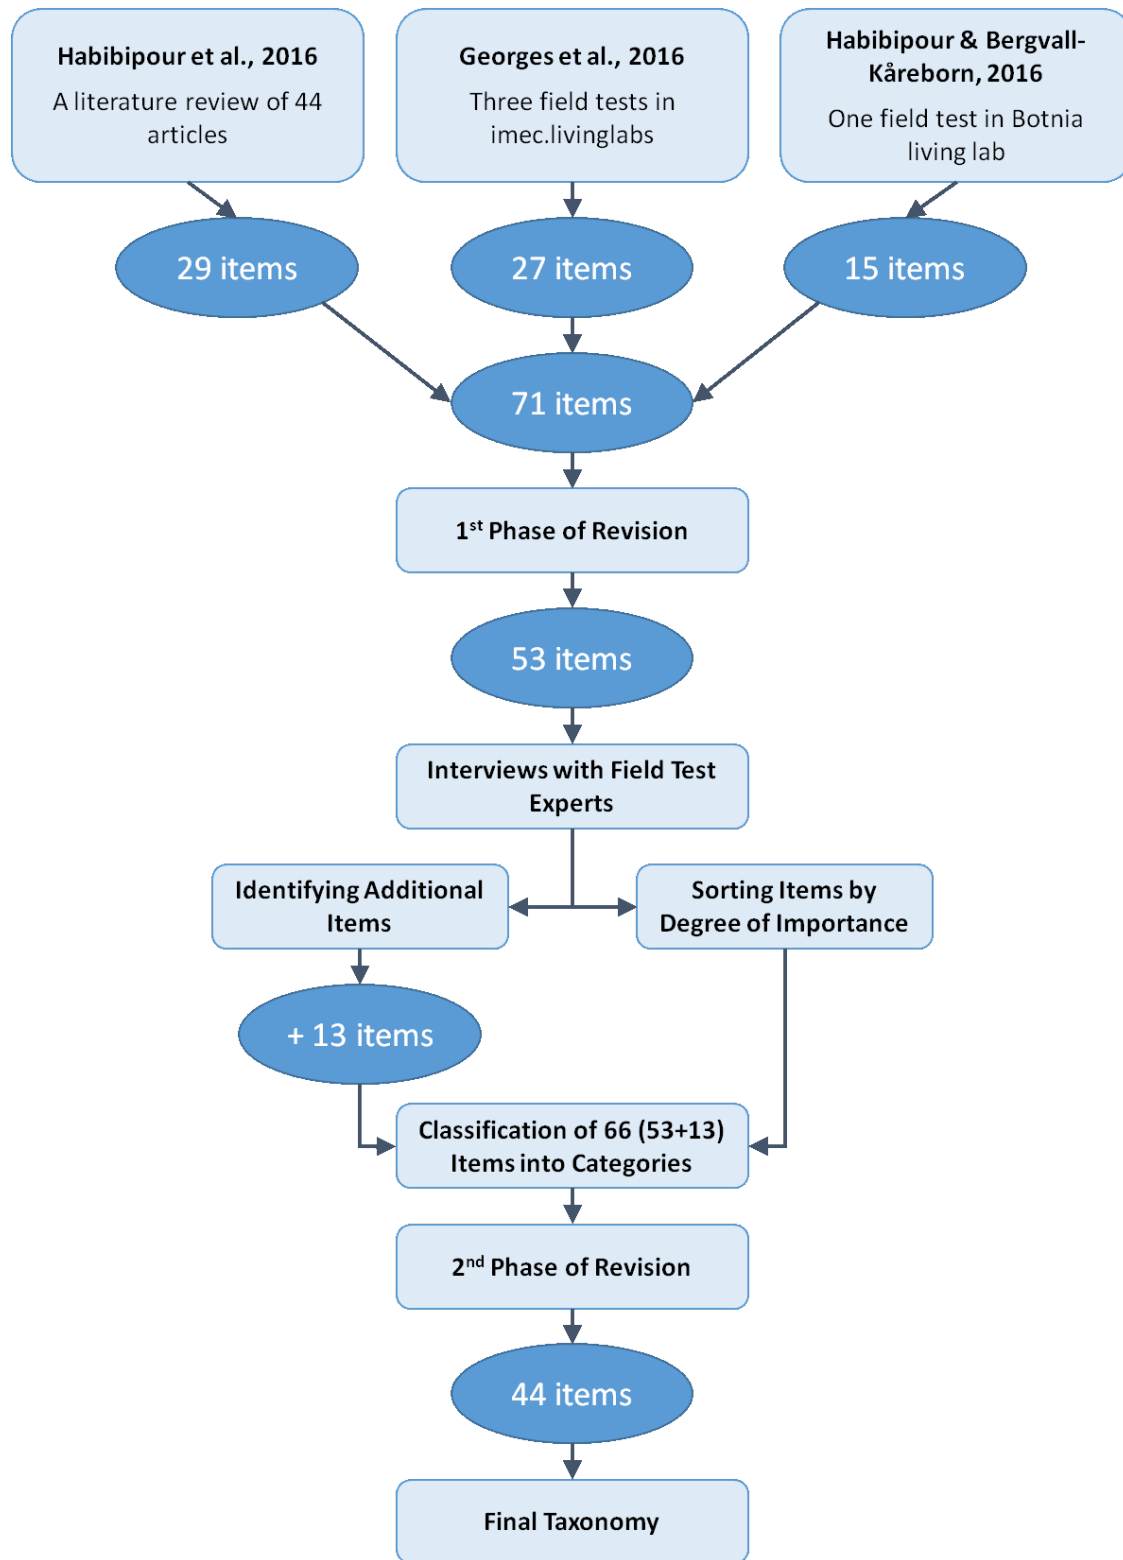 Habibipour et al., 2016
A literature review of 44
articles
Georges et al., 2016
Three field tests in
imec.livinglabs
Habibipour & Bergvall-
Kåreborn, 2016
One field test in Botnia
living lab
29 items
27 items
15 items
71 items
1st Phase of Revision
53 items
Interviews with Field Test
Experts
Identifying Additional
Items
Sorting Items by
Degree of Importance
+ 13 items
Classification of 66 (53+13)
Items into Categories
2nd Phase of Revision
44 items
Final Taxonomy